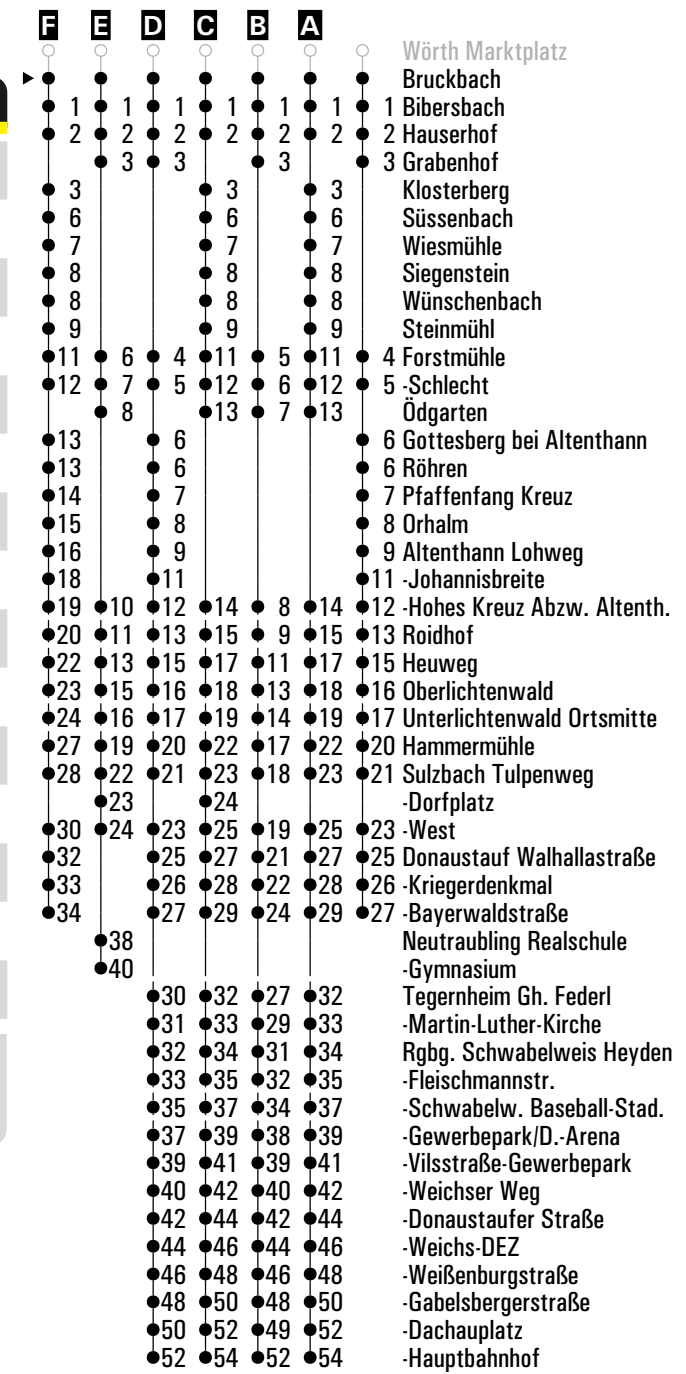 F E D C B A
Wörth Marktplatz
Bruckbach
1 1 1 1 1 1 1 Bibersbach
2 2 2 2 2 2 2 Hauserhof
3 3 3 3 Grabenhof
3 3 3 Klosterberg
6 6 6 Süssenbach
7 7 7 Wiesmühle
8 8 8 Siegenstein
8 8 8 Wünschenbach
9 9 9 Steinmühl
11 6 4 11 5 11 4 Forstmühle
12 7 5 12 6 12 5 -Schlecht
8 13 7 13 Ödgarten
13 6 6 Gottesberg bei Altenthann
13 6 6 Röhren
14 7 7 Pfaffenfang Kreuz
15 8 8 Orhalm
16 9 9 Altenthann Lohweg
18 11 11 -Johannisbreite
19 10 12 14 8 14 12 -Hohes Kreuz Abzw. Altenth.
20 11 13 15 9 15 13 Roidhof
22 13 15 17 11 17 15 Heuweg
23 15 16 18 13 18 16 Oberlichtenwald
24 16 17 19 14 19 17 Unterlichtenwald Ortsmitte
27 19 20 22 17 22 20 Hammermühle
28 22 21 23 18 23 21 Sulzbach Tulpenweg
23 24 -Dorfplatz
30 24 23 25 19 25 23 -West
32 25 27 21 27 25 Donaustauf Walhallastraße
33 26 28 22 28 26 -Kriegerdenkmal
34 27 29 24 29 27 -Bayerwaldstraße
38 Neutraubling Realschule
40 -Gymnasium
30 32 27 32 Tegernheim Gh. Federl
31 33 29 33 -Martin-Luther-Kirche
32 34 31 34 Rgbg. Schwabelweis Heyden
33 35 32 35 -Fleischmannstr.
35 37 34 37 -Schwabelw. Baseball-Stad.
37 39 38 39 -Gewerbepark/D.-Arena
39 41 39 41 -Vilsstraße-Gewerbepark
40 42 40 42 -Weichser Weg
42 44 42 44 -Donaustaufer Straße
44 46 44 46 -Weichs-DEZ
46 48 46 48 -Weißenburgstraße
48 50 48 50 -Gabelsbergerstraße
50 52 49 52 -Dachauplatz
52 54 52 54 -Hauptbahnhof